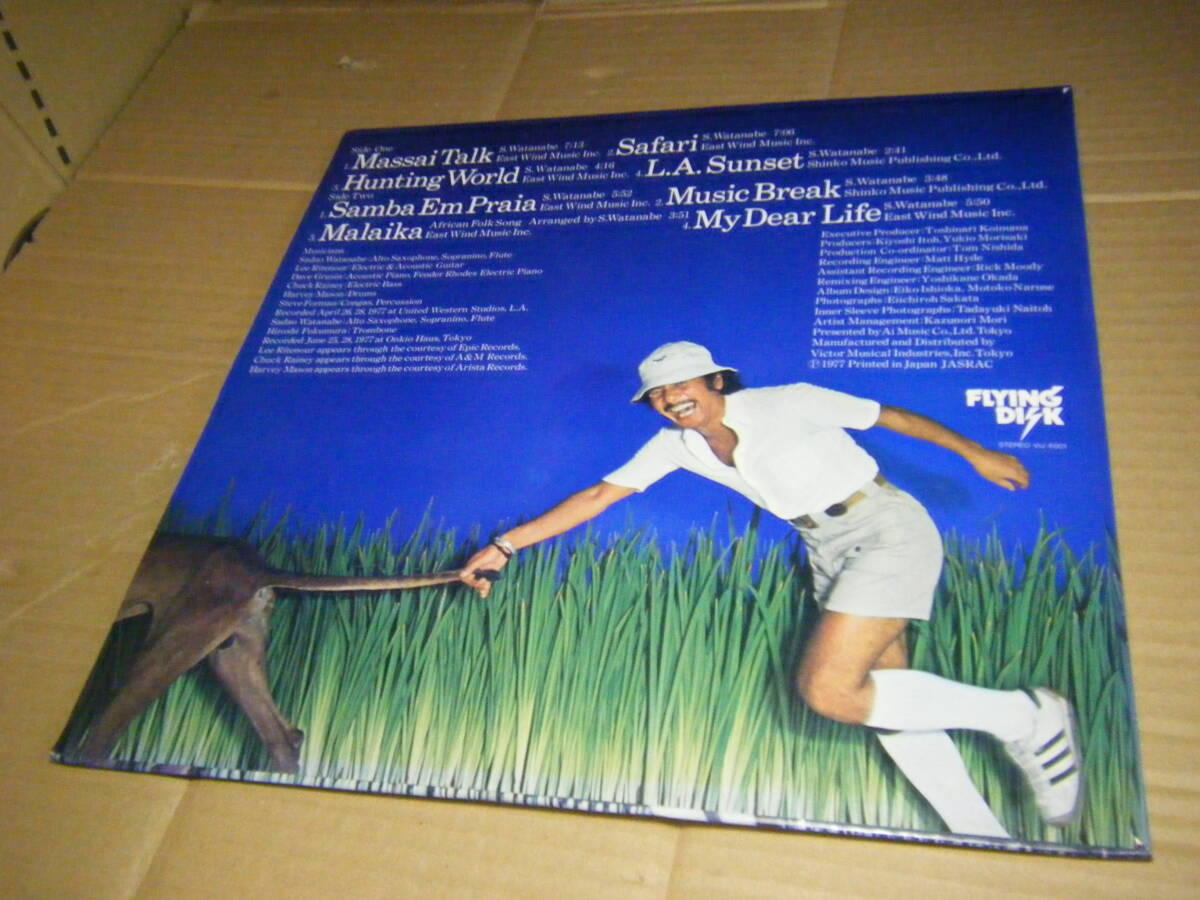 Side One
1. Massai Talk S. Watanabe 7:13 East Wind Music Inc. 2. Safari S. Watanabe 7:06 East Wind Music Inc.
3. Hunting World S. Watanabe 4:16 East Wind Music Inc. 4. L.A. Sunset S. Watanabe 2:41 Shinko Music Publishing Co., Ltd.
Side Two
1. Samba Em Praia S. Watanabe 5:52 East Wind Music Inc. 2. Music Break S. Watanabe 3:48 Shinko Music Publishing Co., Ltd.
3. Malaika African Folk Song Arranged by S. Watanabe 3:51 East Wind Music Inc. 4. My Dear Life S. Watanabe 5:50 East Wind Music Inc.
Musicians
Sadao Watanabe: Alto Saxophone, Sopranino, Flute
Lee Ritenour: Electric & Acoustic Guitar
Dave Grusin: Acoustic Piano, Fender Rhodes Electric Piano
Chuck Rainey: Electric Bass
Harvey Mason: Drums
Steve Forman: Congas, Percussion
Recorded April 26, 28, 1977 at United Western Studios, L.A.
Sadao Watanabe: Alto Saxophone, Sopranino, Flute
Hiroshi Fukumura: Trombone
Recorded June 25, 28, 1977 at Onkio Haus, Tokyo
Lee Ritenour appears through the courtesy of Epic Records.
Chuck Rainey appears through the courtesy of A & M Records.
Harvey Mason appears through the courtesy of Arista Records.
Executive Producer: Toshinari Koinuma
Producers: Kiyoshi Itoh, Yukio Morisaki
Production Co-ordinator: Tom Nishida
Recording Engineer: Matt Hyde
Assistant Recording Engineer: Rick Moody
Remixing Engineer: Yoshikane Okada
Album Design: Eiko Ishioka, Motoko Naruse
Photographs: Eiichiroh Sakata
Inner Sleeve Photographs: Tadayuki Naitoh
Artist Management: Kazunori Mori
Presented by Ai Music Co., Ltd. Tokyo
Manufactured and Distributed by
Victor Musical Industries, Inc. Tokyo
Ⓟ 1977 Printed in Japan JASRAC
FLYING
DISK
STEREO VIJ-6001